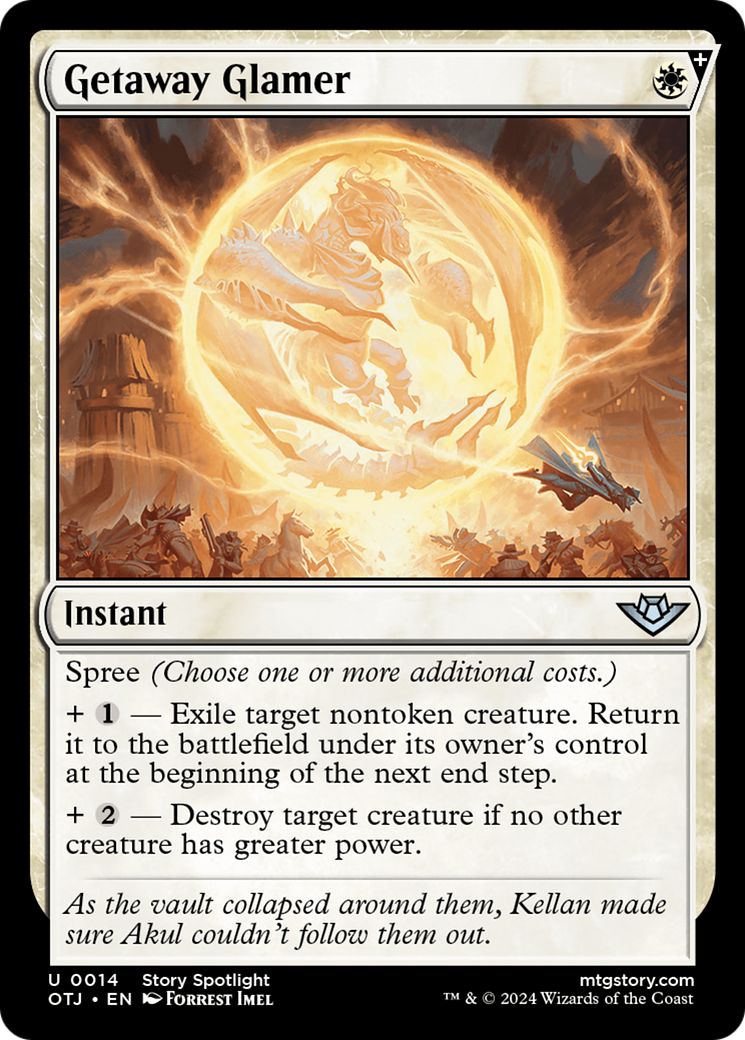 Getaway Glamer
Instant
Spree (Choose one or more additional costs.)
+ 1 — Exile target nontoken creature. Return
it to the battlefield under its owner's control
at the beginning of the next end step.
+ 2 — Destroy target creature if no other
creature has greater power.
As the vault collapsed around them, Kellan made
sure Akul couldn't follow them out.
U 0014 Story Spotlight mtgstory.com
OTJ • EN Forrest Imel ™ & © 2024 Wizards of the Coast